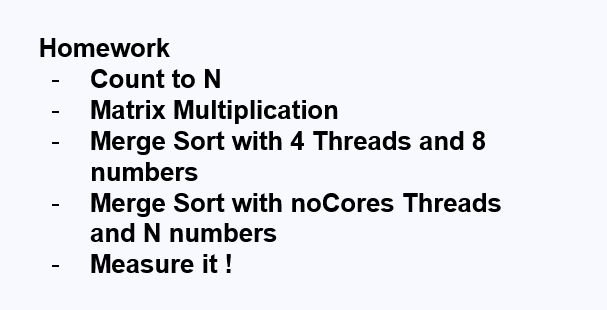 Homework
- Count to N
- Matrix Multiplication
- Merge Sort with 4 Threads and 8
numbers
- Merge Sort with noCores Threads
and N numbers
- Measure it !